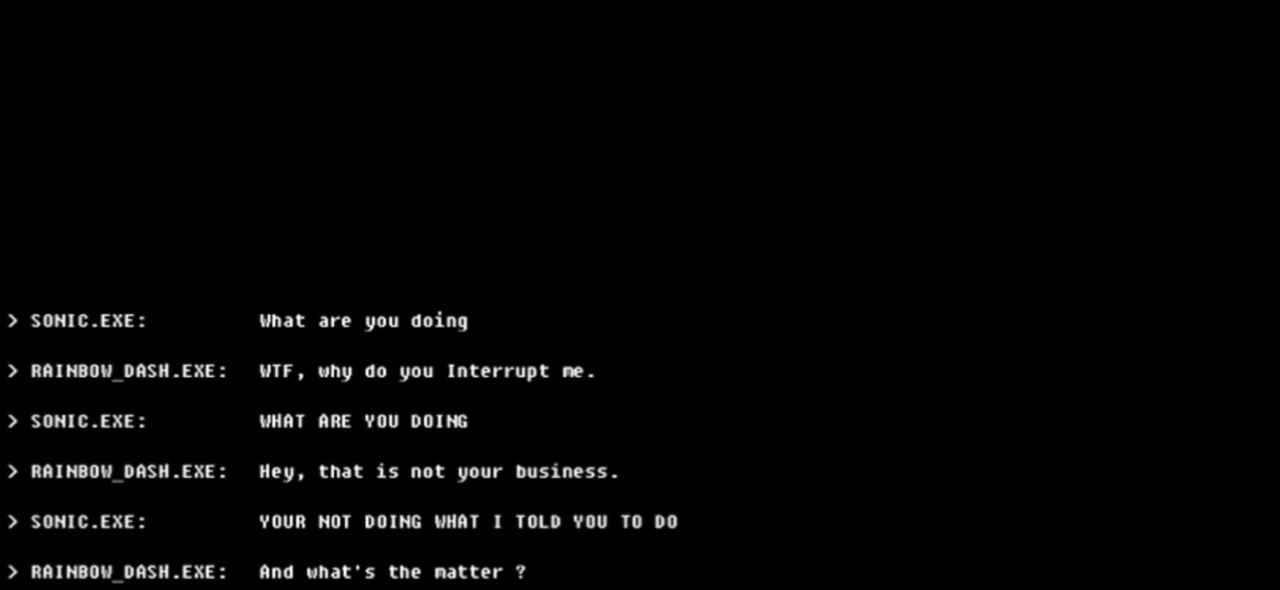 > SONIC.EXE: What are you doing
> RAINBOW_DASH.EXE: WTF, why do you Interrupt me.
> SONIC.EXE: WHAT ARE YOU DOING
> RAINBOW_DASH.EXE: Hey, that is not your business.
> SONIC.EXE: YOUR NOT DOING WHAT I TOLD YOU TO DO
> RAINBOW_DASH.EXE: And what's the matter ?